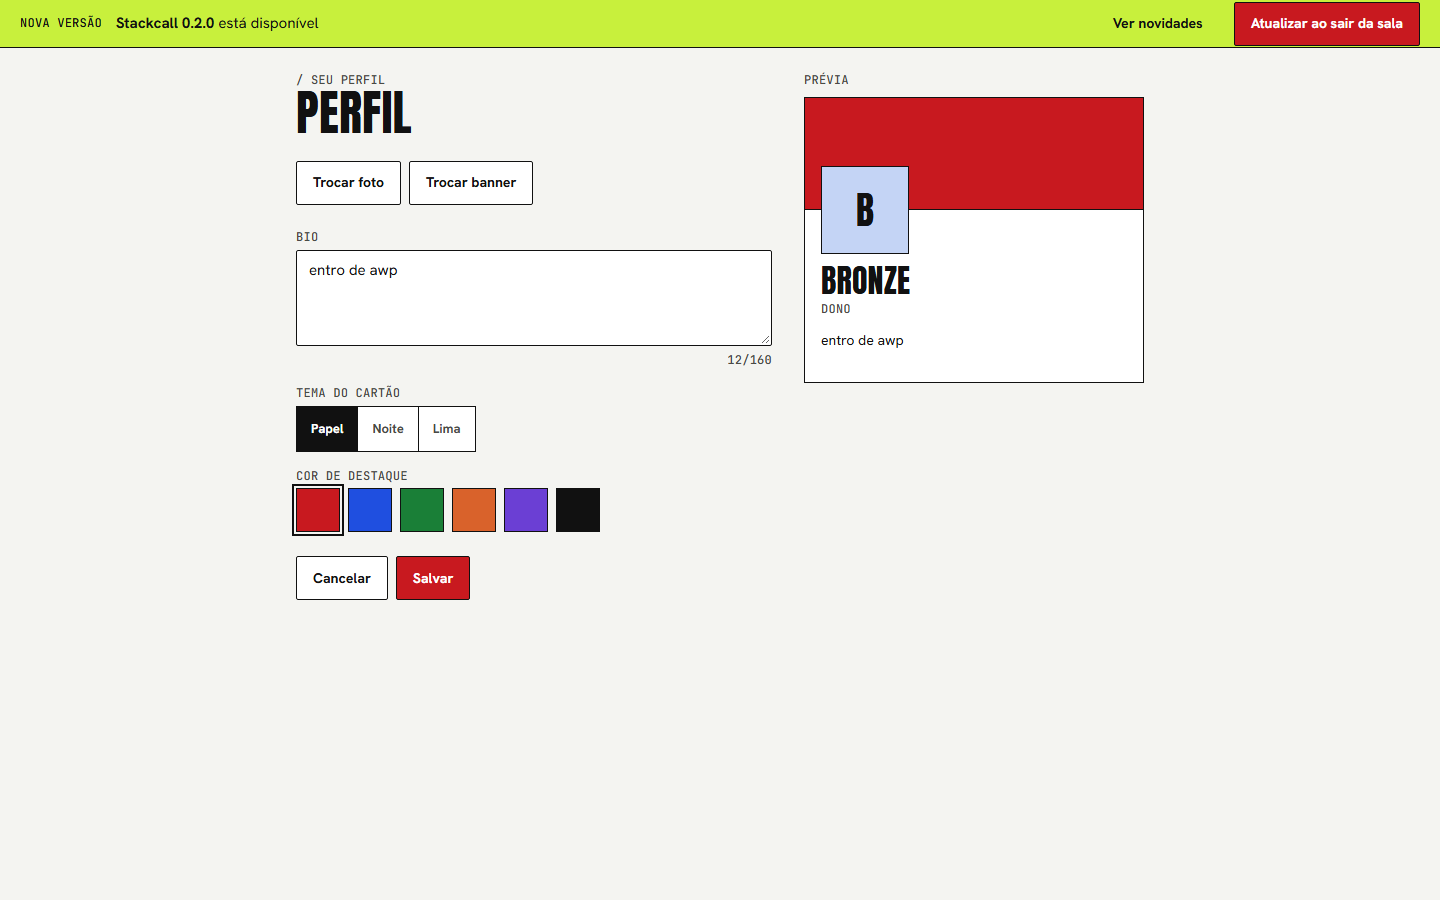 NOVA VERSÃO Stackcall 0.2.0 está disponível Ver novidades Atualizar ao sair da sala
/ SEU PERFIL
PERFIL
Trocar foto Trocar banner
BIO
entro de awp
12/160
TEMA DO CARTÃO
Papel Noite Lima
COR DE DESTAQUE
Cancelar Salvar
PRÉVIA
B
BRONZE
DONO
entro de awp